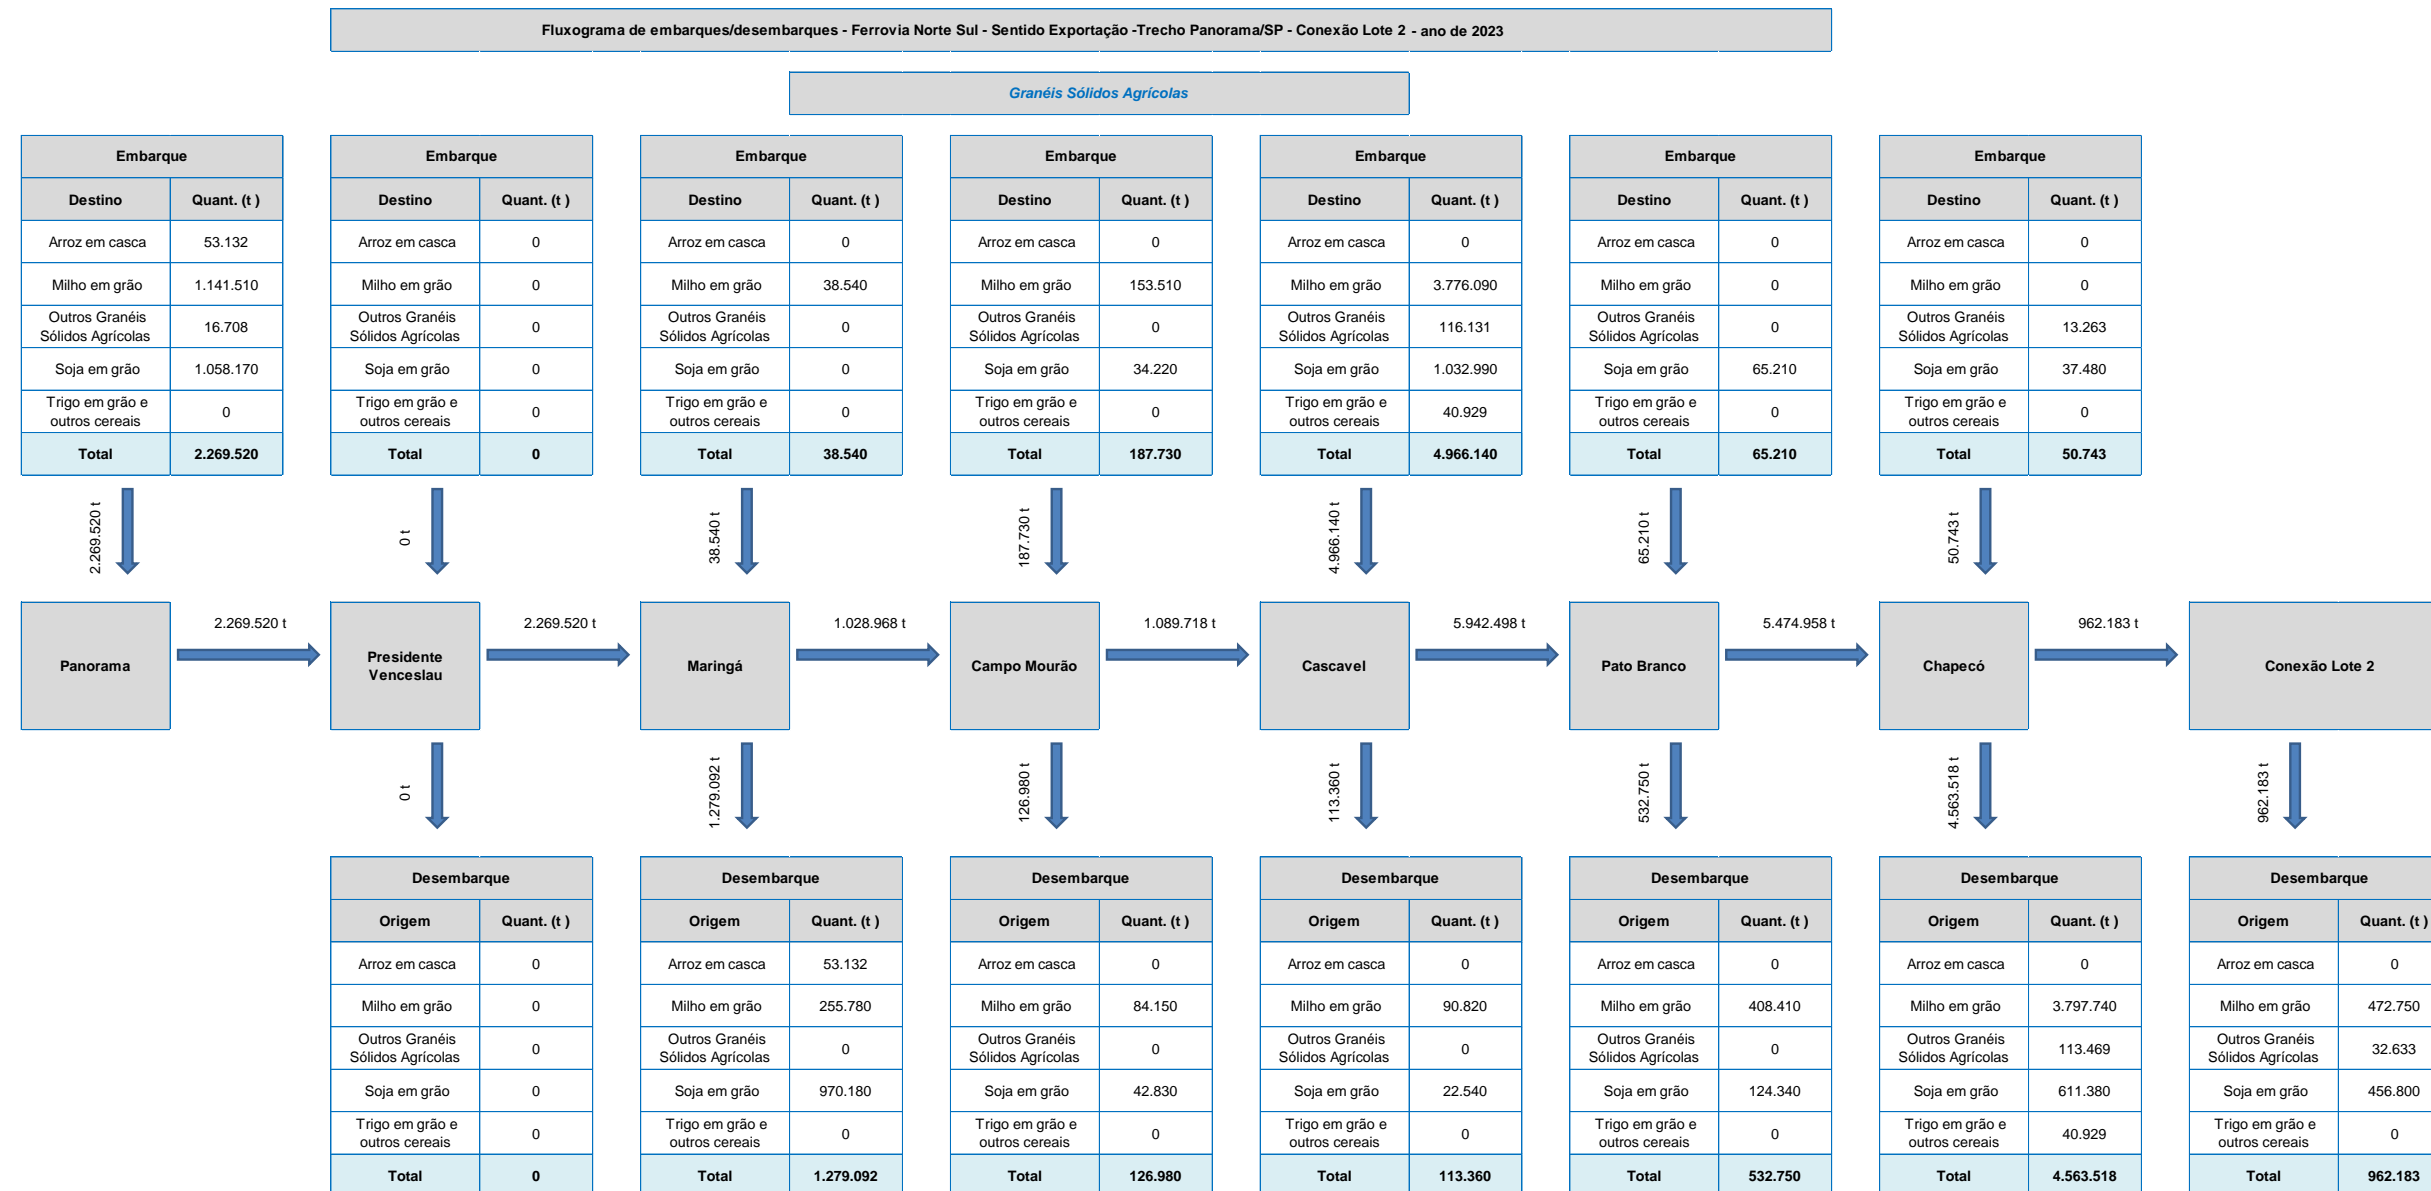 Fluxograma de embarques/desembarques - Ferrovia Norte Sul - Sentido Exportação -Trecho Panorama/SP - Conexão Lote 2 - ano de 2023
Granéis Sólidos Agrícolas
Embarque
Destino Quant. (t )
Arroz em casca 53.132
Milho em grão 1.141.510
Outros Granéis
Sólidos Agrícolas 16.708
Soja em grão 1.058.170
Trigo em grão e
outros cereais 0
Total 2.269.520
Embarque
Destino Quant. (t )
Arroz em casca 0
Milho em grão 0
Outros Granéis
Sólidos Agrícolas 0
Soja em grão 0
Trigo em grão e
outros cereais 0
Total 0
Embarque
Destino Quant. (t )
Arroz em casca 0
Milho em grão 38.540
Outros Granéis
Sólidos Agrícolas 0
Soja em grão 0
Trigo em grão e
outros cereais 0
Total 38.540
Embarque
Destino Quant. (t )
Arroz em casca 0
Milho em grão 153.510
Outros Granéis
Sólidos Agrícolas 0
Soja em grão 34.220
Trigo em grão e
outros cereais 0
Total 187.730
Embarque
Destino Quant. (t )
Arroz em casca 0
Milho em grão 3.776.090
Outros Granéis
Sólidos Agrícolas 116.131
Soja em grão 1.032.990
Trigo em grão e
outros cereais 40.929
Total 4.966.140
Embarque
Destino Quant. (t )
Arroz em casca 0
Milho em grão 0
Outros Granéis
Sólidos Agrícolas 0
Soja em grão 65.210
Trigo em grão e
outros cereais 0
Total 65.210
Embarque
Destino Quant. (t )
Arroz em casca 0
Milho em grão 0
Outros Granéis
Sólidos Agrícolas 13.263
Soja em grão 37.480
Trigo em grão e
outros cereais 0
Total 50.743
2.269.520 t
0 t
38.540 t
187.730 t
4.966.140 t
65.210 t
50.743 t
Panorama
2.269.520 t
Presidente
Venceslau
2.269.520 t
Maringá
1.028.968 t
Campo Mourão
1.089.718 t
Cascavel
5.942.498 t
Pato Branco
5.474.958 t
Chapecó
962.183 t
Conexão Lote 2
0 t
1.279.092 t
126.980 t
113.360 t
532.750 t
4.563.518 t
962.183 t
Desembarque
Origem Quant. (t )
Arroz em casca 0
Milho em grão 0
Outros Granéis
Sólidos Agrícolas 0
Soja em grão 0
Trigo em grão e
outros cereais 0
Total 0
Desembarque
Origem Quant. (t )
Arroz em casca 53.132
Milho em grão 255.780
Outros Granéis
Sólidos Agrícolas 0
Soja em grão 970.180
Trigo em grão e
outros cereais 0
Total 1.279.092
Desembarque
Origem Quant. (t )
Arroz em casca 0
Milho em grão 84.150
Outros Granéis
Sólidos Agrícolas 0
Soja em grão 42.830
Trigo em grão e
outros cereais 0
Total 126.980
Desembarque
Origem Quant. (t )
Arroz em casca 0
Milho em grão 90.820
Outros Granéis
Sólidos Agrícolas 0
Soja em grão 22.540
Trigo em grão e
outros cereais 0
Total 113.360
Desembarque
Origem Quant. (t )
Arroz em casca 0
Milho em grão 408.410
Outros Granéis
Sólidos Agrícolas 0
Soja em grão 124.340
Trigo em grão e
outros cereais 0
Total 532.750
Desembarque
Origem Quant. (t )
Arroz em casca 0
Milho em grão 3.797.740
Outros Granéis
Sólidos Agrícolas 113.469
Soja em grão 611.380
Trigo em grão e
outros cereais 40.929
Total 4.563.518
Desembarque
Origem Quant. (t )
Arroz em casca 0
Milho em grão 472.750
Outros Granéis
Sólidos Agrícolas 32.633
Soja em grão 456.800
Trigo em grão e
outros cereais 0
Total 962.183